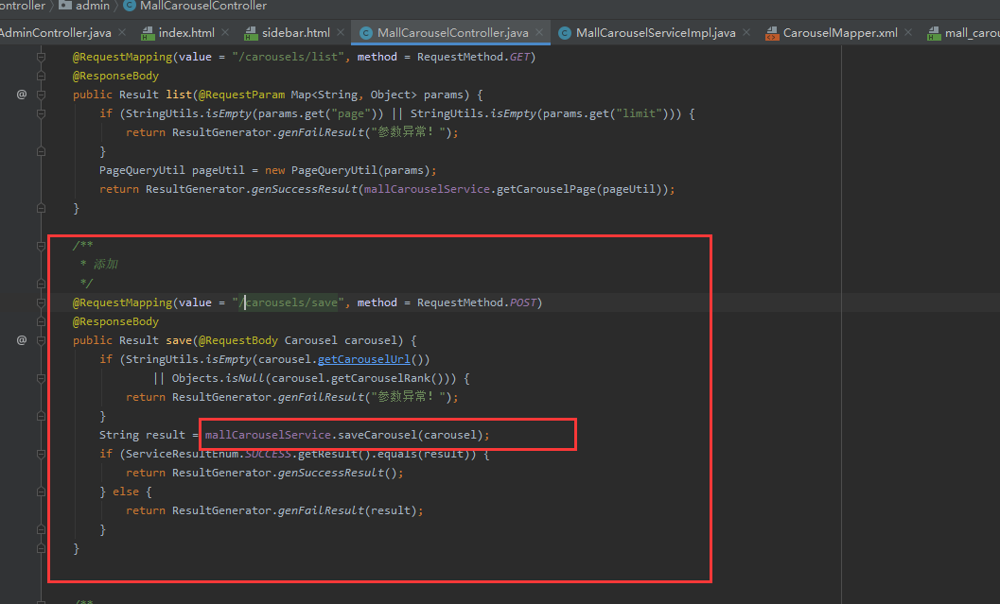 ontroller admin MallCarouselController
AdminController.java index.html sidebar.html MallCarouselController.java MallCarouselServiceImpl.java CarouselMapper.xml mall_carou
@RequestMapping(value = "/carousels/list", method = RequestMethod.GET)
@ResponseBody
@ public Result list(@RequestParam Map<String, Object> params) {
if (StringUtils.isEmpty(params.get("page")) || StringUtils.isEmpty(params.get("limit"))) {
return ResultGenerator.genFailResult("参数异常！");
}
PageQueryUtil pageUtil = new PageQueryUtil(params);
return ResultGenerator.genSuccessResult(mallCarouselService.getCarouselPage(pageUtil));
}
/**
* 添加
*/
@RequestMapping(value = "/carousels/save", method = RequestMethod.POST)
@ResponseBody
@ public Result save(@RequestBody Carousel carousel) {
if (StringUtils.isEmpty(carousel.getCarouselUrl())
|| Objects.isNull(carousel.getCarouselRank())) {
return ResultGenerator.genFailResult("参数异常！");
}
String result = mallCarouselService.saveCarousel(carousel);
if (ServiceResultEnum.SUCCESS.getResult().equals(result)) {
return ResultGenerator.genSuccessResult();
} else {
return ResultGenerator.genFailResult(result);
}
}
/**